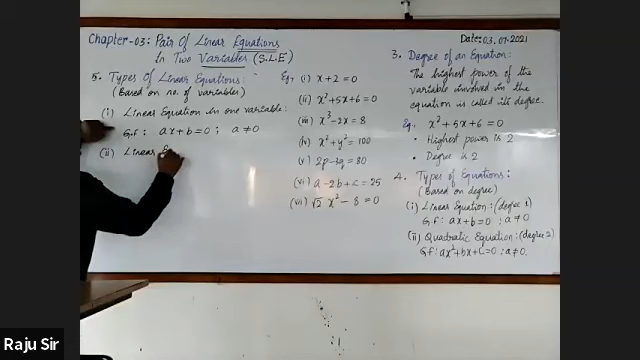 Chapter-03: Pair Of Linear Equations
In Two Variables (S.L.E)
5. Types Of Linear Equations:
(Based on no. of variables)
(i) Linear Equation in one variable:
G.f: ax+b=0; a≠0
(ii) Linear E
Eg, (i) x+2=0
(ii) x²+5x+6=0
(iii) x³-2x=8
(iv) x²+y²=100
(v) 2p-3q=80
(vi) a-2b+c=25
(vii) √2 x²-8=0
Date:03.07.2021
3. Degree of an Equation:
The highest power of the
variable involved in the
equation is called its degree.
Eg. x²+5x+6=0
• Highest power is 2
• Degree is 2
4. Types of Equations:
(Based on degree)
(i) Linear Equation:(degree 1)
G.f: ax+b=0 ; a≠0
(ii) Quadratic Equation:(degree 2)
G.f: ax²+bx+c=0 ; a≠0.
Raju Sir